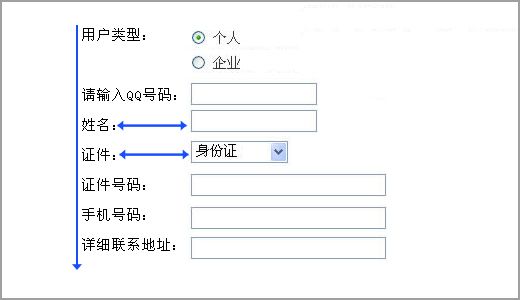 用户类型：
个人
企业
请输入QQ号码：
姓名：
证件：
身份证
证件号码：
手机号码：
详细联系地址：